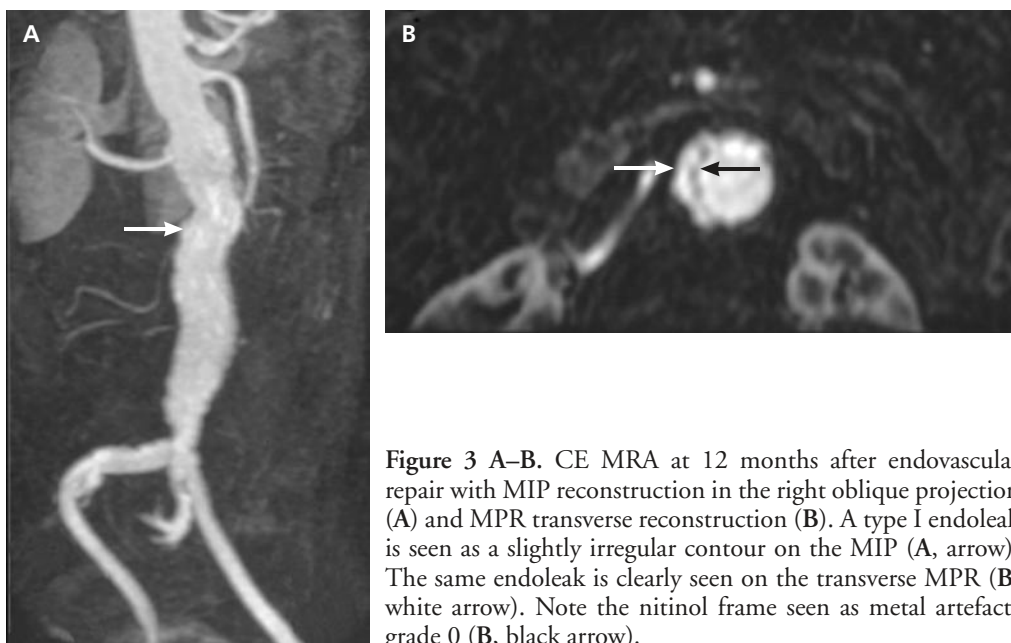 A
B
Figure 3 A–B. CE MRA at 12 months after endovascula
repair with MIP reconstruction in the right oblique projection
(A) and MPR transverse reconstruction (B). A type I endoleak
is seen as a slightly irregular contour on the MIP (A, arrow)
The same endoleak is clearly seen on the transverse MPR (B
white arrow). Note the nitinol frame seen as metal artefact
grade 0 (B, black arrow).